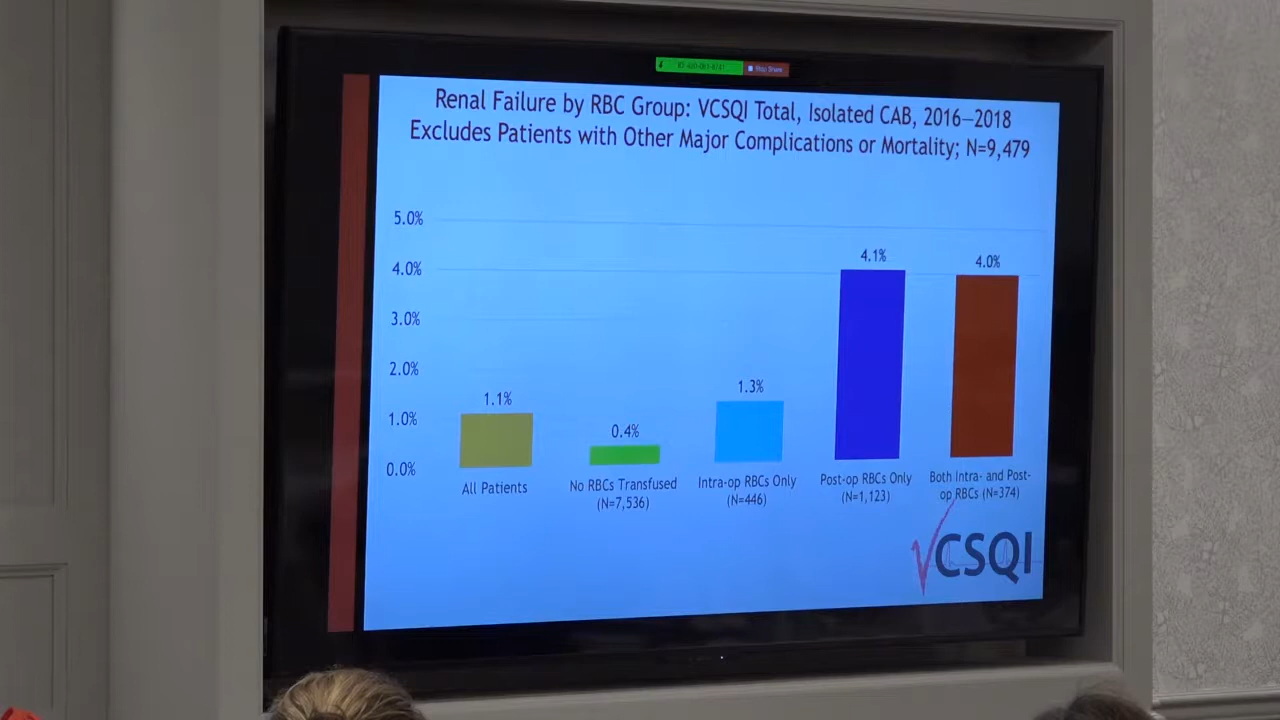 Stop Share
Renal Failure by RBC Group: VCSQI Total, Isolated CAB, 2016–2018
Excludes Patients with Other Major Complications or Mortality; N=9,479
5.0%
4.0%
3.0%
2.0%
1.0%
0.0%
1.1%
0.4%
1.3%
4.1%
4.0%
All Patients
No RBCs Transfused
(N=7,536)
Intra-op RBCs Only
(N=446)
Post-op RBCs Only
(N=1,123)
Both Intra- and Post-
op RBCs (N=374)
VCSQI